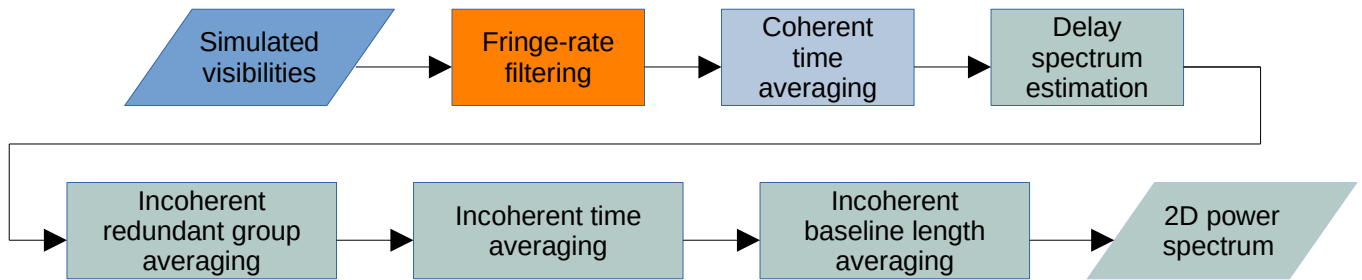 Simulated
visibilities
Fringe-rate
filtering
Coherent
time
averaging
Delay
spectrum
estimation
Incoherent
redundant group
averaging
Incoherent time
averaging
Incoherent
baseline length
averaging
2D power
spectrum